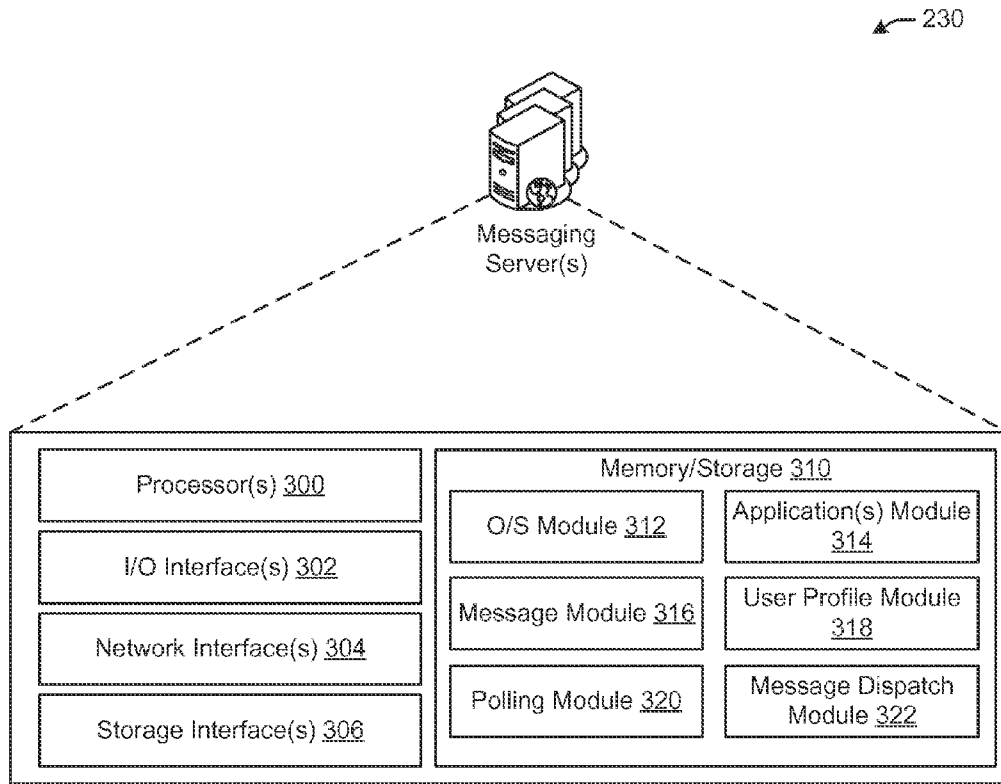 230
Messaging
Server(s)
Processor(s) 300
I/O Interface(s) 302
Network Interface(s) 304
Storage Interface(s) 306
Memory/Storage 310
O/S Module 312
Application(s) Module
314
Message Module 316
User Profile Module
318
Polling Module 320
Message Dispatch
Module 322